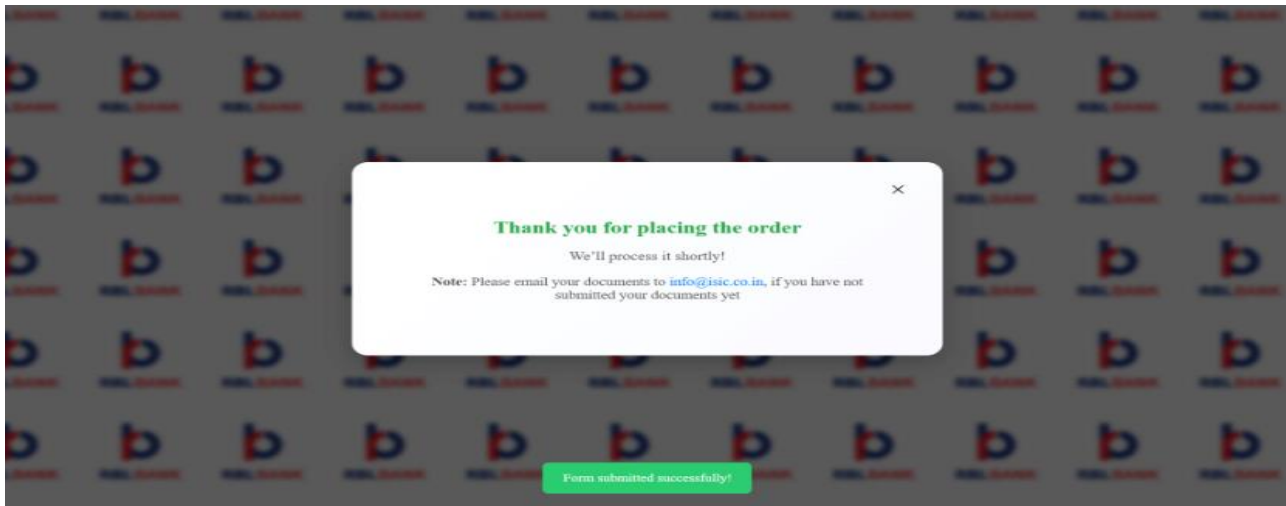 Thank you for placing the order
We'll process it shortly!
Note: Please email your documents to info@isic.co.in, if you have not
submitted your documents yet
Form submitted successfully!